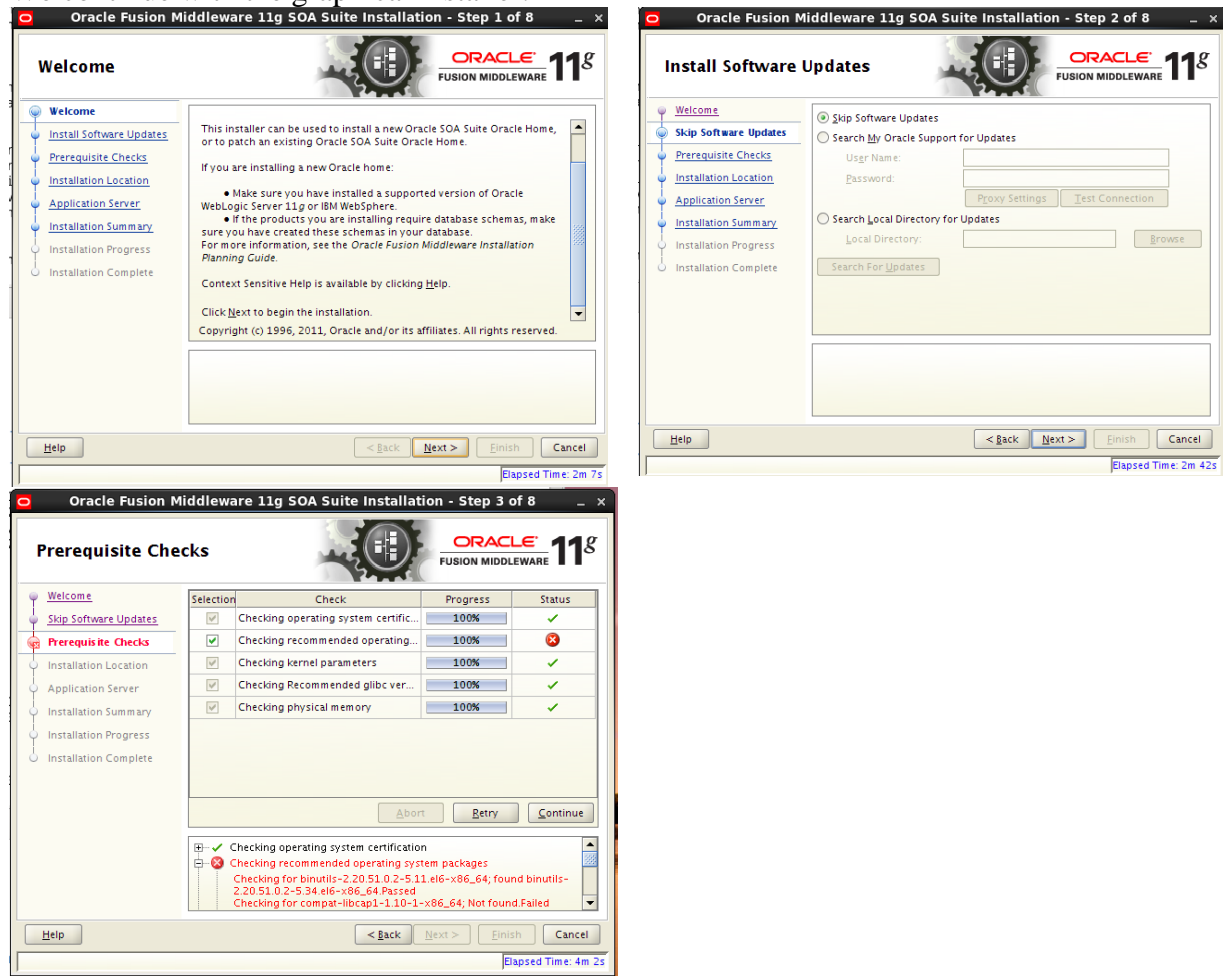 Oracle Fusion Middleware 11g SOA Suite Installation - Step 1 of 8
Welcome
ORACLE
FUSION MIDDLEWARE 11g
Welcome
Install Software Updates
Prerequisite Checks
Installation Location
Application Server
Installation Summary
Installation Progress
Installation Complete
This installer can be used to install a new Oracle SOA Suite Oracle Home,
or to patch an existing Oracle SOA Suite Oracle Home.
If you are installing a new Oracle home:
● Make sure you have installed a supported version of Oracle
WebLogic Server 11g or IBM WebSphere.
● If the products you are installing require database schemas, make
sure you have created these schemas in your database.
For more information, see the Oracle Fusion Middleware Installation
Planning Guide.
Context Sensitive Help is available by clicking Help.
Click Next to begin the installation.
Copyright (c) 1996, 2011, Oracle and/or its affiliates. All rights reserved.
Help
< Back
Next >
Finish
Cancel
Elapsed Time: 2m 7s
Oracle Fusion Middleware 11g SOA Suite Installation - Step 2 of 8
Install Software Updates
ORACLE
FUSION MIDDLEWARE 11g
Welcome
Skip Software Updates
Prerequisite Checks
Installation Location
Application Server
Installation Summary
Installation Progress
Installation Complete
Skip Software Updates
Search My Oracle Support for Updates
User Name:
Password:
Proxy Settings
Test Connection
Search Local Directory for Updates
Local Directory:
Browse
Search For Updates
Help
< Back
Next >
Finish
Cancel
Elapsed Time: 2m 42s
Oracle Fusion Middleware 11g SOA Suite Installation - Step 3 of 8
Prerequisite Checks
ORACLE
FUSION MIDDLEWARE 11g
Welcome
Skip Software Updates
Prerequisite Checks
Installation Location
Application Server
Installation Summary
Installation Progress
Installation Complete
Selection Check Progress Status
Checking operating system certific... 100%
Checking recommended operating... 100%
Checking kernel parameters 100%
Checking Recommended glibc ver... 100%
Checking physical memory 100%
Abort
Retry
Continue
Checking operating system certification
Checking recommended operating system packages
Checking for binutils-2.20.51.0.2-5.11.el6-x86_64; found binutils-
2.20.51.0.2-5.34.el6-x86_64.Passed
Checking for compat-libcap1-1.10-1-x86_64; Not found.Failed
Help
< Back
Next >
Finish
Cancel
Elapsed Time: 4m 2s